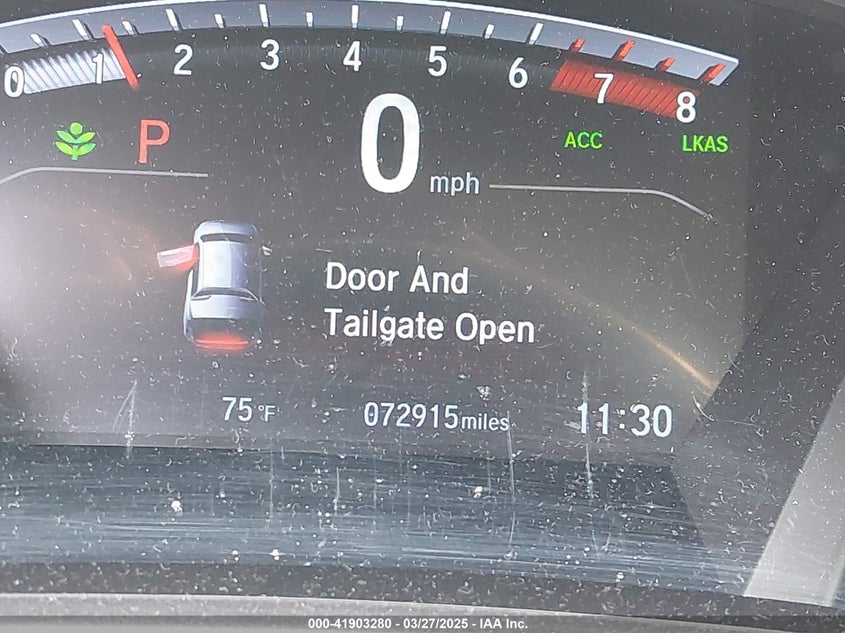 0 1 2 3 4 5 6 7 8
P
0 mph
ACC
LKAS
Door And
Tailgate Open
75°F
072915miles
11:30
000-41903280 - 03/27/2025 - IAA Inc.